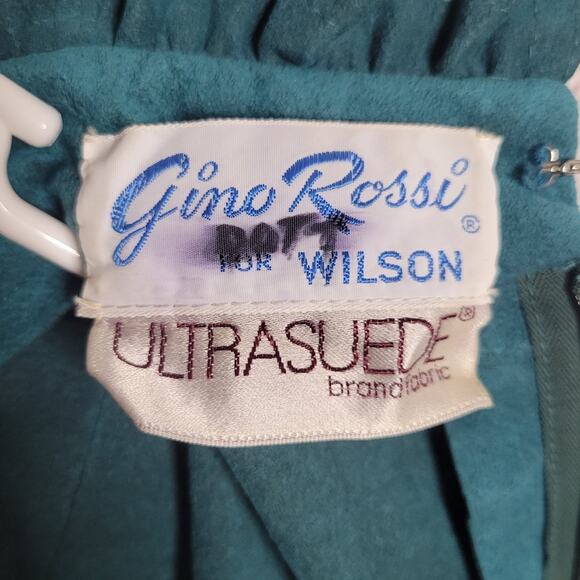 Gino Rossi ®
FOR WILSON
ULTRASUEDE®
brand fabric